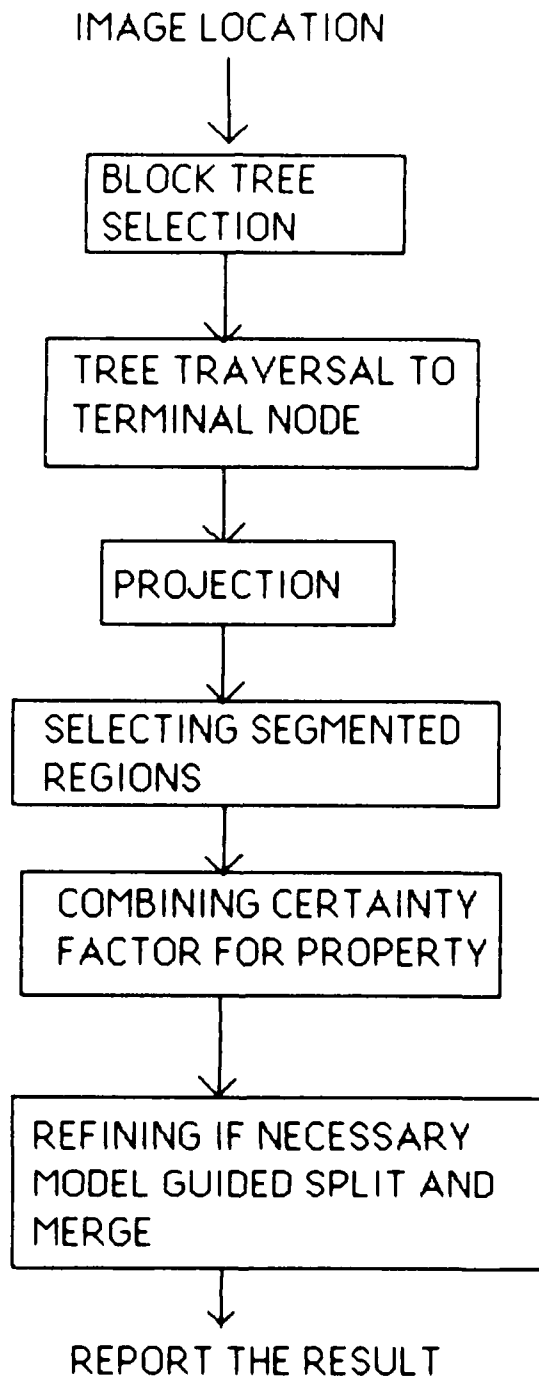 IMAGE LOCATION
BLOCK TREE
SELECTION
TREE TRAVERSAL TO
TERMINAL NODE
PROJECTION
SELECTING SEGMENTED
REGIONS
COMBINING CERTAINTY
FACTOR FOR PROPERTY
REFINING IF NECESSARY
MODEL GUIDED SPLIT AND
MERGE
REPORT THE RESULT